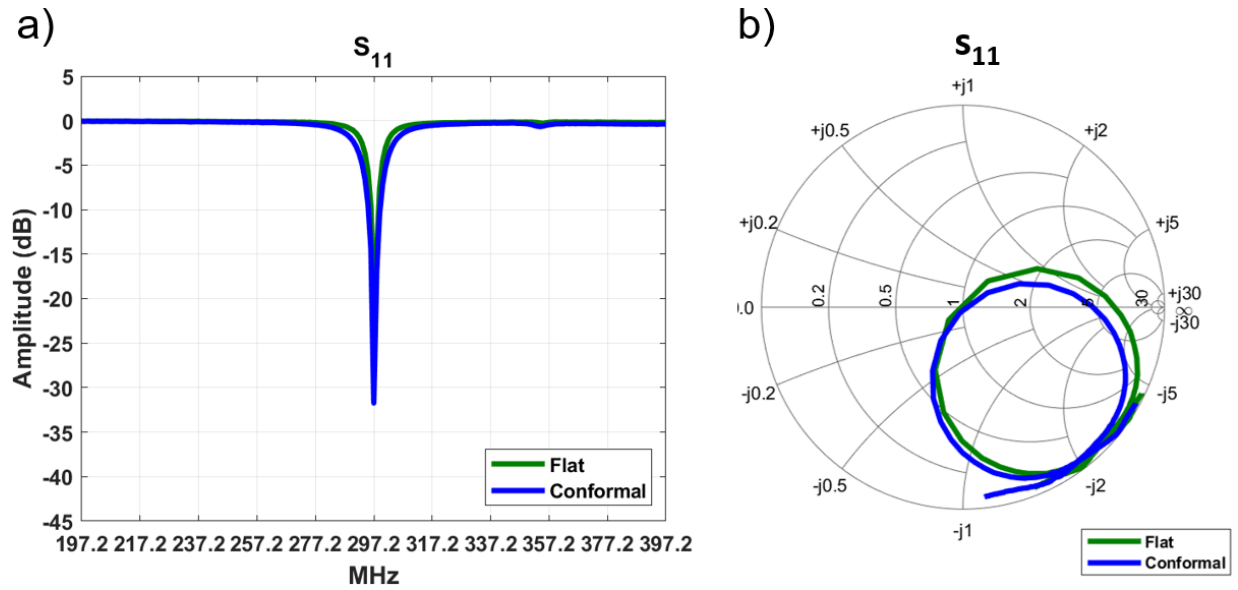 a)
S11
5
0
-5
-10
-15
-20
-25
-30
-35
-40
-45
Amplitude (dB)
197.2 217.2 237.2 257.2 277.2 297.2 317.2 337.2 357.2 377.2 397.2
MHz
Flat
Conformal
b)
S11
+j1
+j0.5 +j2
+j0.2 +j5
0.2 0.5 1 2 5 30
+j30
.0 ∞
-j30
-j0.2 -j5
-j0.5 -j2
-j1
Flat
Conformal